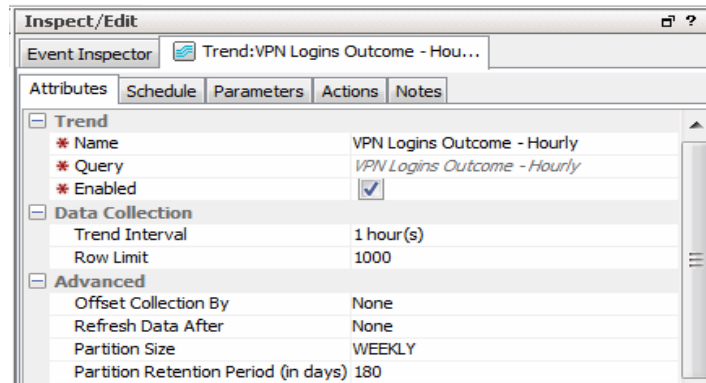 Inspect/Edit ?
Event Inspector Trend:VPN Logins Outcome - Hou...
Attributes Schedule Parameters Actions Notes
Trend
* Name VPN Logins Outcome - Hourly
* Query VPN Logins Outcome - Hourly
* Enabled
Data Collection
Trend Interval 1 hour(s)
Row Limit 1000
Advanced
Offset Collection By None
Refresh Data After None
Partition Size WEEKLY
Partition Retention Period (in days) 180